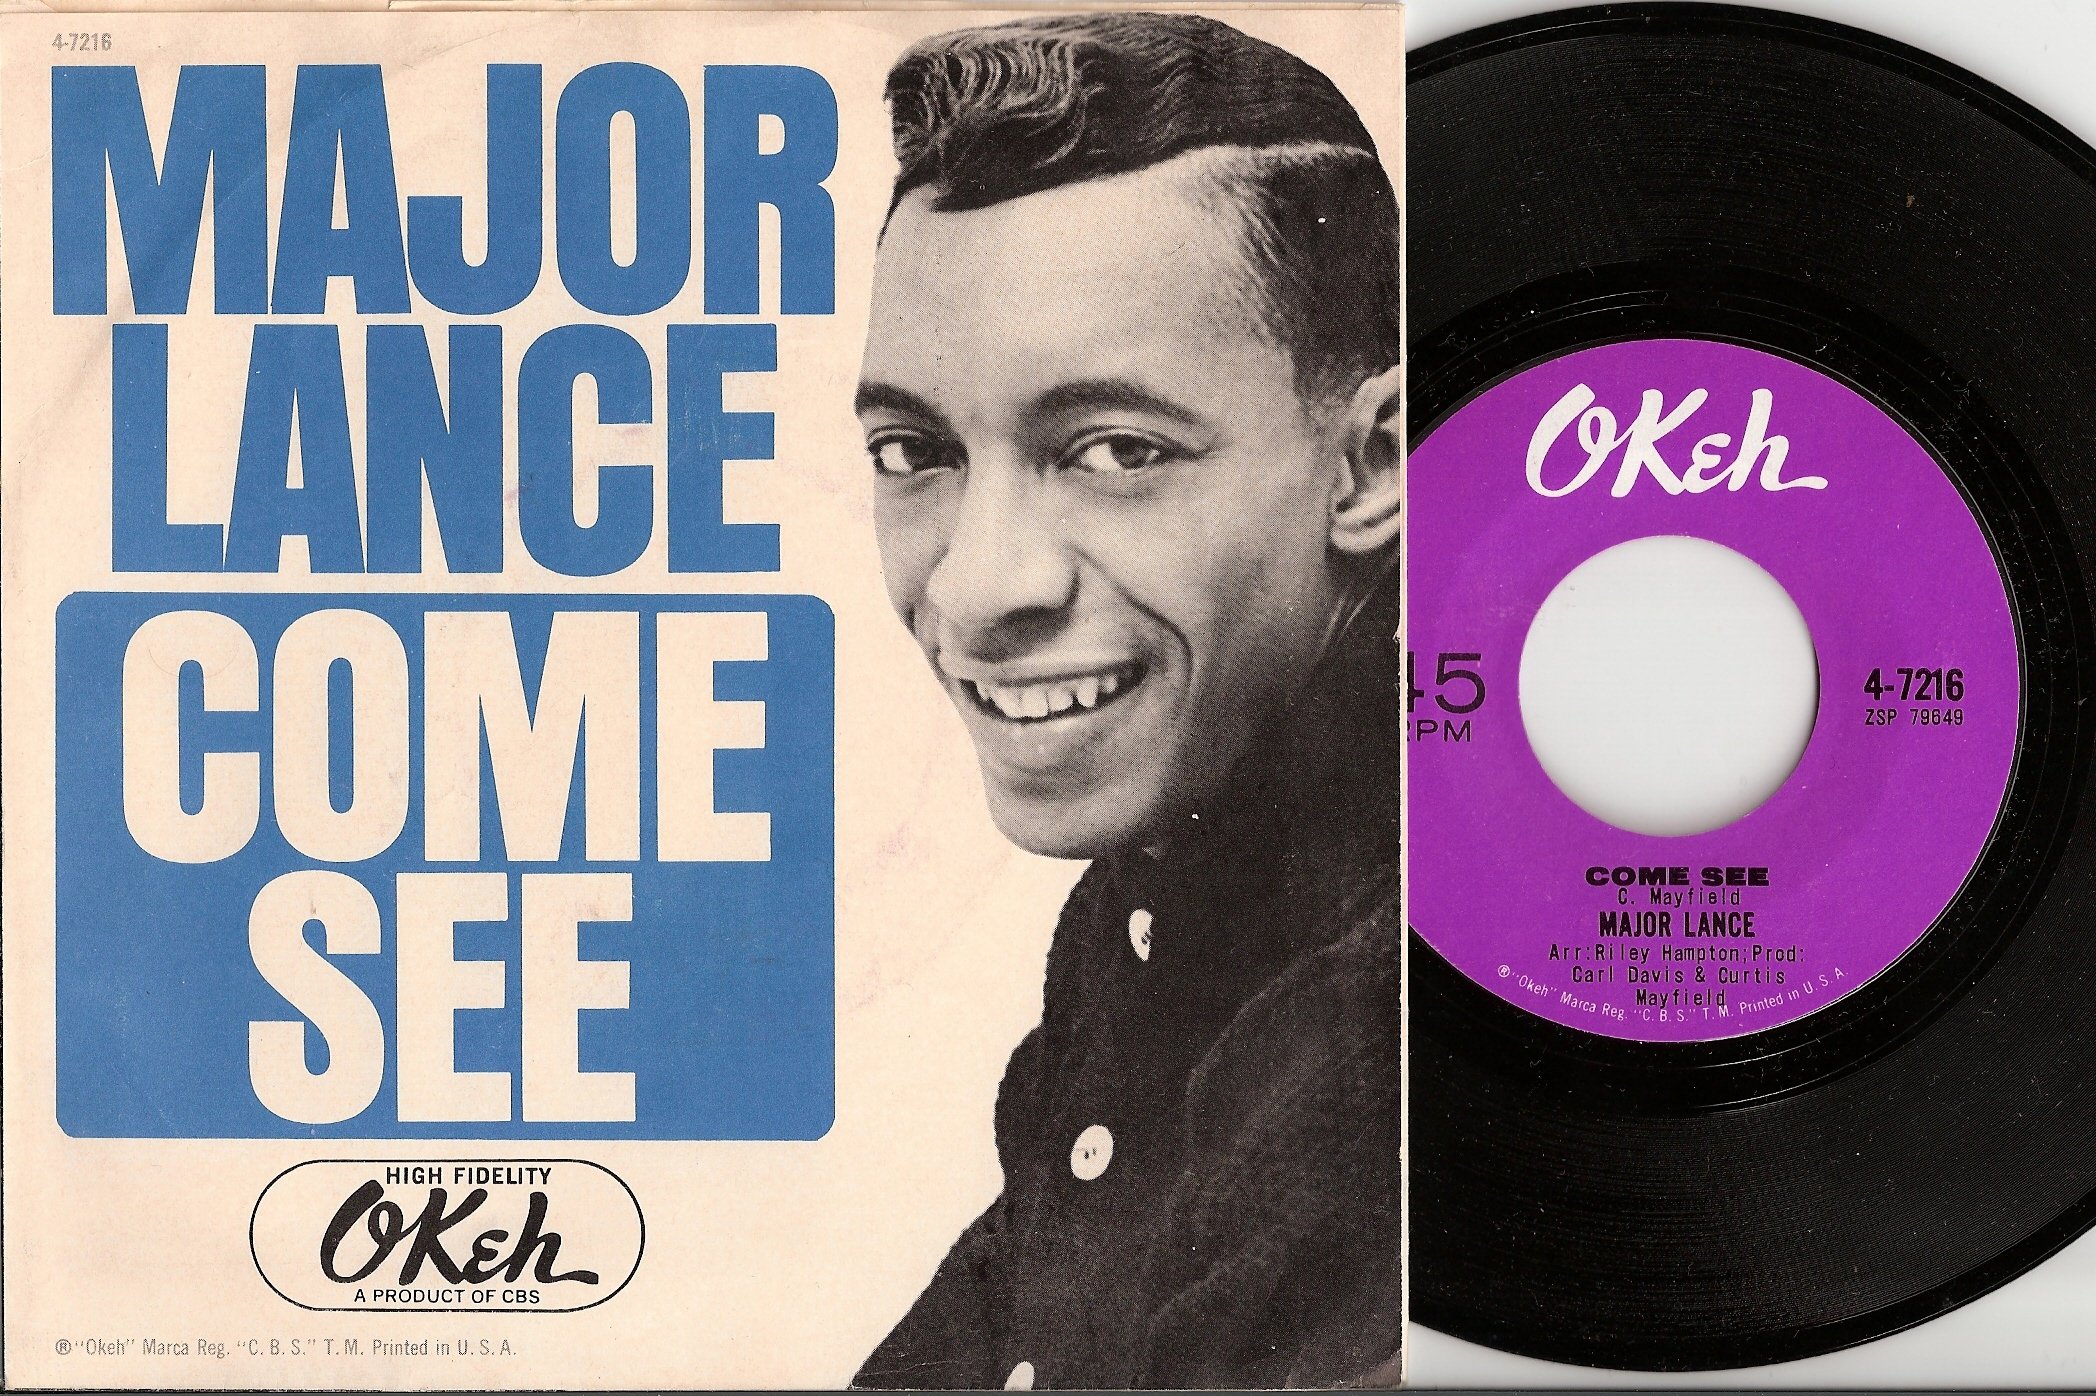 4-7216
MAJOR
LANCE
COME
SEE
HIGH FIDELITY
OKeh
A PRODUCT OF CBS
®"Okeh" Marca Reg. "C. B. S." T. M. Printed in U. S. A.
OKeh
45
RPM
4-7216
ZSP 79649
COME SEE
C. Mayfield
MAJOR LANCE
Arr: Riley Hampton; Prod:
Carl Davis & Curtis
Mayfield
®"Okeh" Marca Reg. "C. B. S." T. M. Printed in U. S. A.